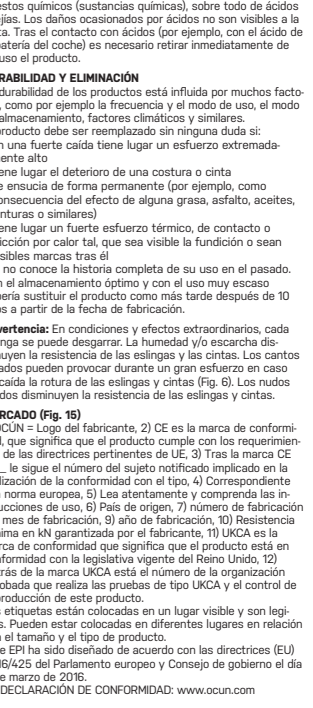 estos químicos (sustancias químicas), sobre todo de ácidos
ejías. Los daños ocasionados por ácidos no son visibles a la
ta. Tras el contacto con ácidos (por ejemplo, con el ácido de
batería del coche) es necesario retirar inmediatamente de
uso el producto.
RABILIDAD Y ELIMINACIÓN
durabilidad de los productos está influida por muchos facto-
, como por ejemplo la frecuencia y el modo de uso, el modo
almacenamiento, factores climáticos y similares.
producto debe ser reemplazado sin ninguna duda si:
n una fuerte caída tiene lugar un esfuerzo extremada-
ente alto
ene lugar el deterioro de una costura o cinta
e ensucia de forma permanente (por ejemplo, como
onsecuencia del efecto de alguna grasa, asfalto, aceites,
nturas o similares)
ene lugar un fuerte esfuerzo térmico, de contacto o
icción por calor tal, que sea visible la fundición o sean
sibles marcas tras él
no conoce la historia completa de su uso en el pasado.
n el almacenamiento óptimo y con el uso muy escaso
bería sustituir el producto como más tarde después de 10
os a partir de la fecha de fabricación.
vertencia: En condiciones y efectos extraordinarios, cada
nga se puede desgarrar. La humedad y/o escarcha dis-
nuyen la resistencia de las eslingas y las cintas. Los cantos
ados pueden provocar durante un gran esfuerzo en caso
caída la rotura de las eslingas y cintas (Fig. 6). Los nudos
dos disminuyen la resistencia de las eslingas y cintas.
RCADO (Fig. 15)
OCÚN = Logo del fabricante, 2) CE es la marca de conformi-
d, que significa que el producto cumple con los requerimien-
de las directrices pertinentes de UE, 3) Tras la marca CE
_ le sigue el número del sujeto notificado implicado en la
lización de la conformidad con el tipo, 4) Correspondiente
norma europea, 5) Lea atentamente y comprenda las in-
ucciones de uso, 6) País de origen, 7) número de fabricación
mes de fabricación, 9) año de fabricación, 10) Resistencia
ima en kN garantizada por el fabricante, 11) UKCA es la
rca de conformidad que significa que el producto está en
formidad con la legislativa vigente del Reino Unido, 12)
trás de la marca UKCA está el número de la organización
obada que realiza las pruebas de tipo UKCA y el control de
producción de este producto.
s etiquetas están colocadas en un lugar visible y son legi-
s. Pueden estar colocadas en diferentes lugares en relación
n el tamaño y el tipo de producto.
e EPI ha sido diseñado de acuerdo con las directrices (EU)
16/425 del Parlamento europeo y Consejo de gobierno el día
e marzo de 2016.
DECLARACIÓN DE CONFORMIDAD: www.ocun.com